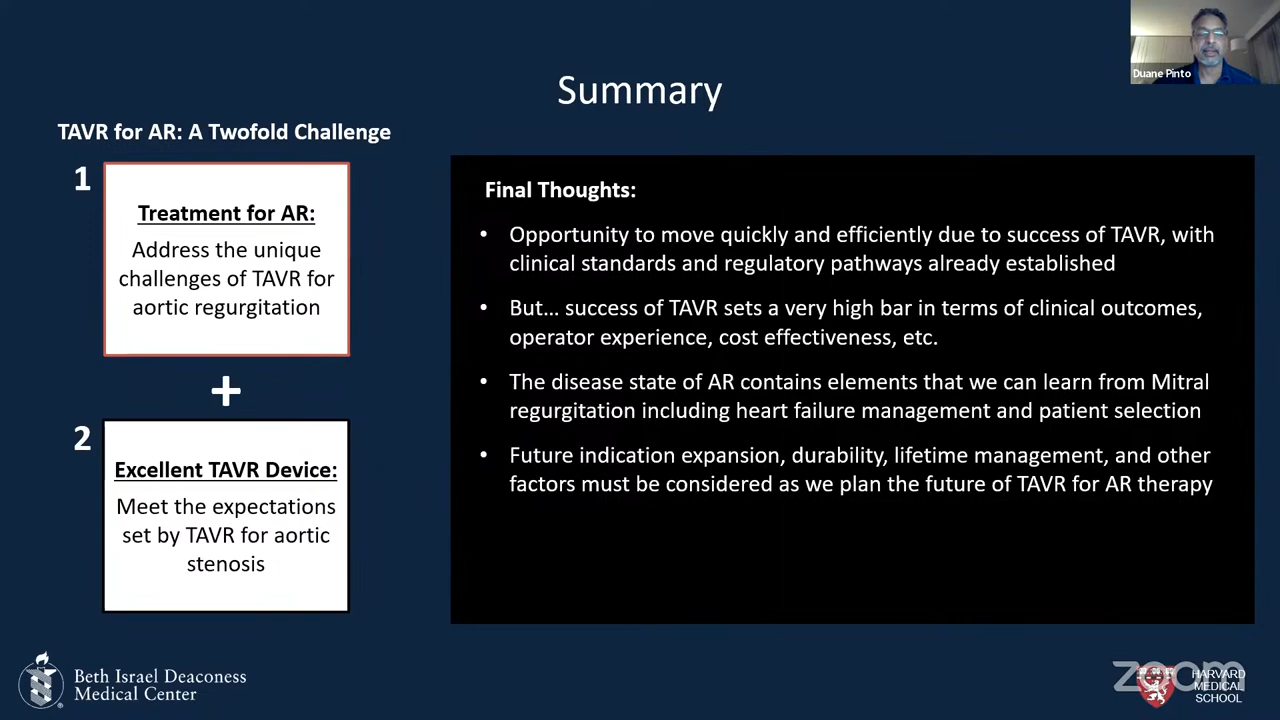 Duane Pinto
Summary
TAVR for AR: A Twofold Challenge
1
Treatment for AR:
Address the unique
challenges of TAVR for
aortic regurgitation
+
2
Excellent TAVR Device:
Meet the expectations
set by TAVR for aortic
stenosis
Final Thoughts:
• Opportunity to move quickly and efficiently due to success of TAVR, with
clinical standards and regulatory pathways already established
• But... success of TAVR sets a very high bar in terms of clinical outcomes,
operator experience, cost effectiveness, etc.
• The disease state of AR contains elements that we can learn from Mitral
regurgitation including heart failure management and patient selection
• Future indication expansion, durability, lifetime management, and other
factors must be considered as we plan the future of TAVR for AR therapy
Beth Israel Deaconess
Medical Center
zoom
HARVARD
MEDICAL
SCHOOL